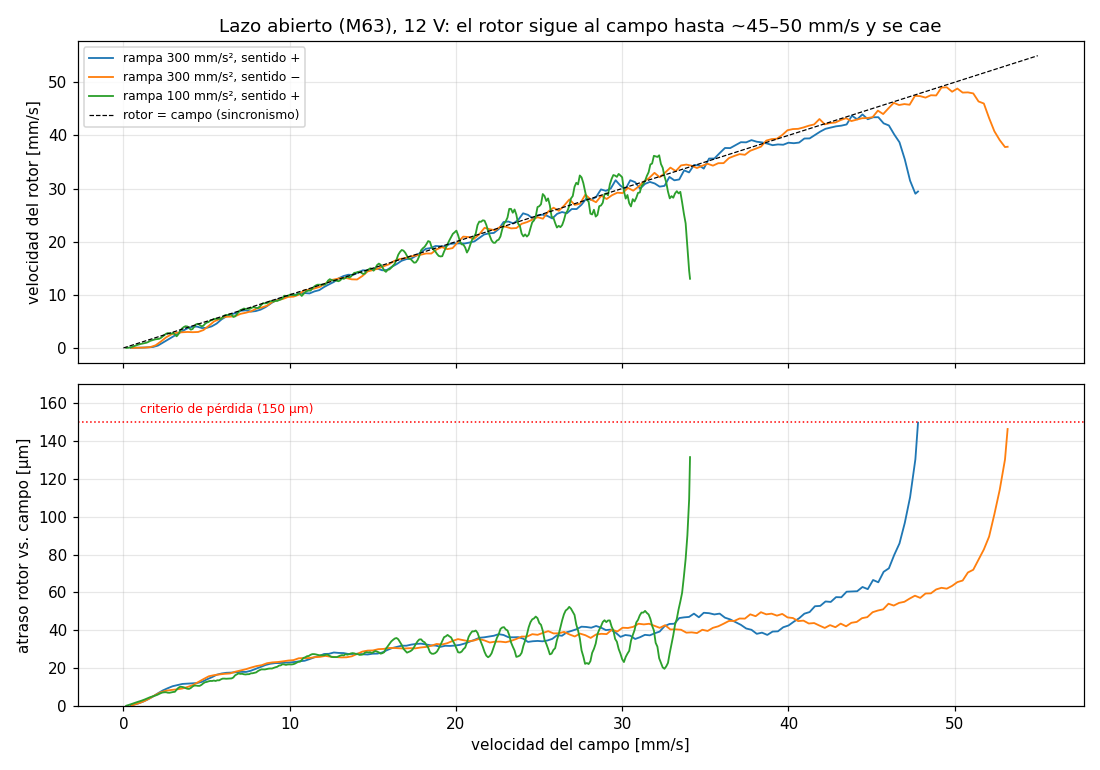 Lazo abierto (M63), 12 V: el rotor sigue al campo hasta ~45–50 mm/s y se cae
velocidad del rotor [mm/s]
50
40
30
20
10
0
rampa 300 mm/s², sentido +
rampa 300 mm/s², sentido −
rampa 100 mm/s², sentido +
rotor = campo (sincronismo)
atraso rotor vs. campo [µm]
160
140
120
100
80
60
40
20
0
criterio de pérdida (150 µm)
0 10 20 30 40 50
velocidad del campo [mm/s]